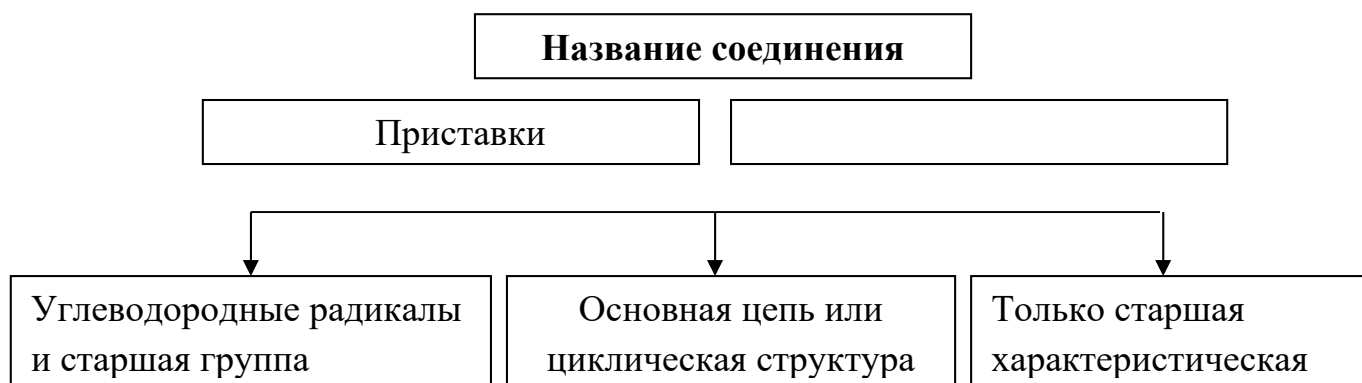 Название соединения
Приставки
Углеводородные радикалы
и старшая группа
Основная цепь или
циклическая структура
Только старшая
характеристическая